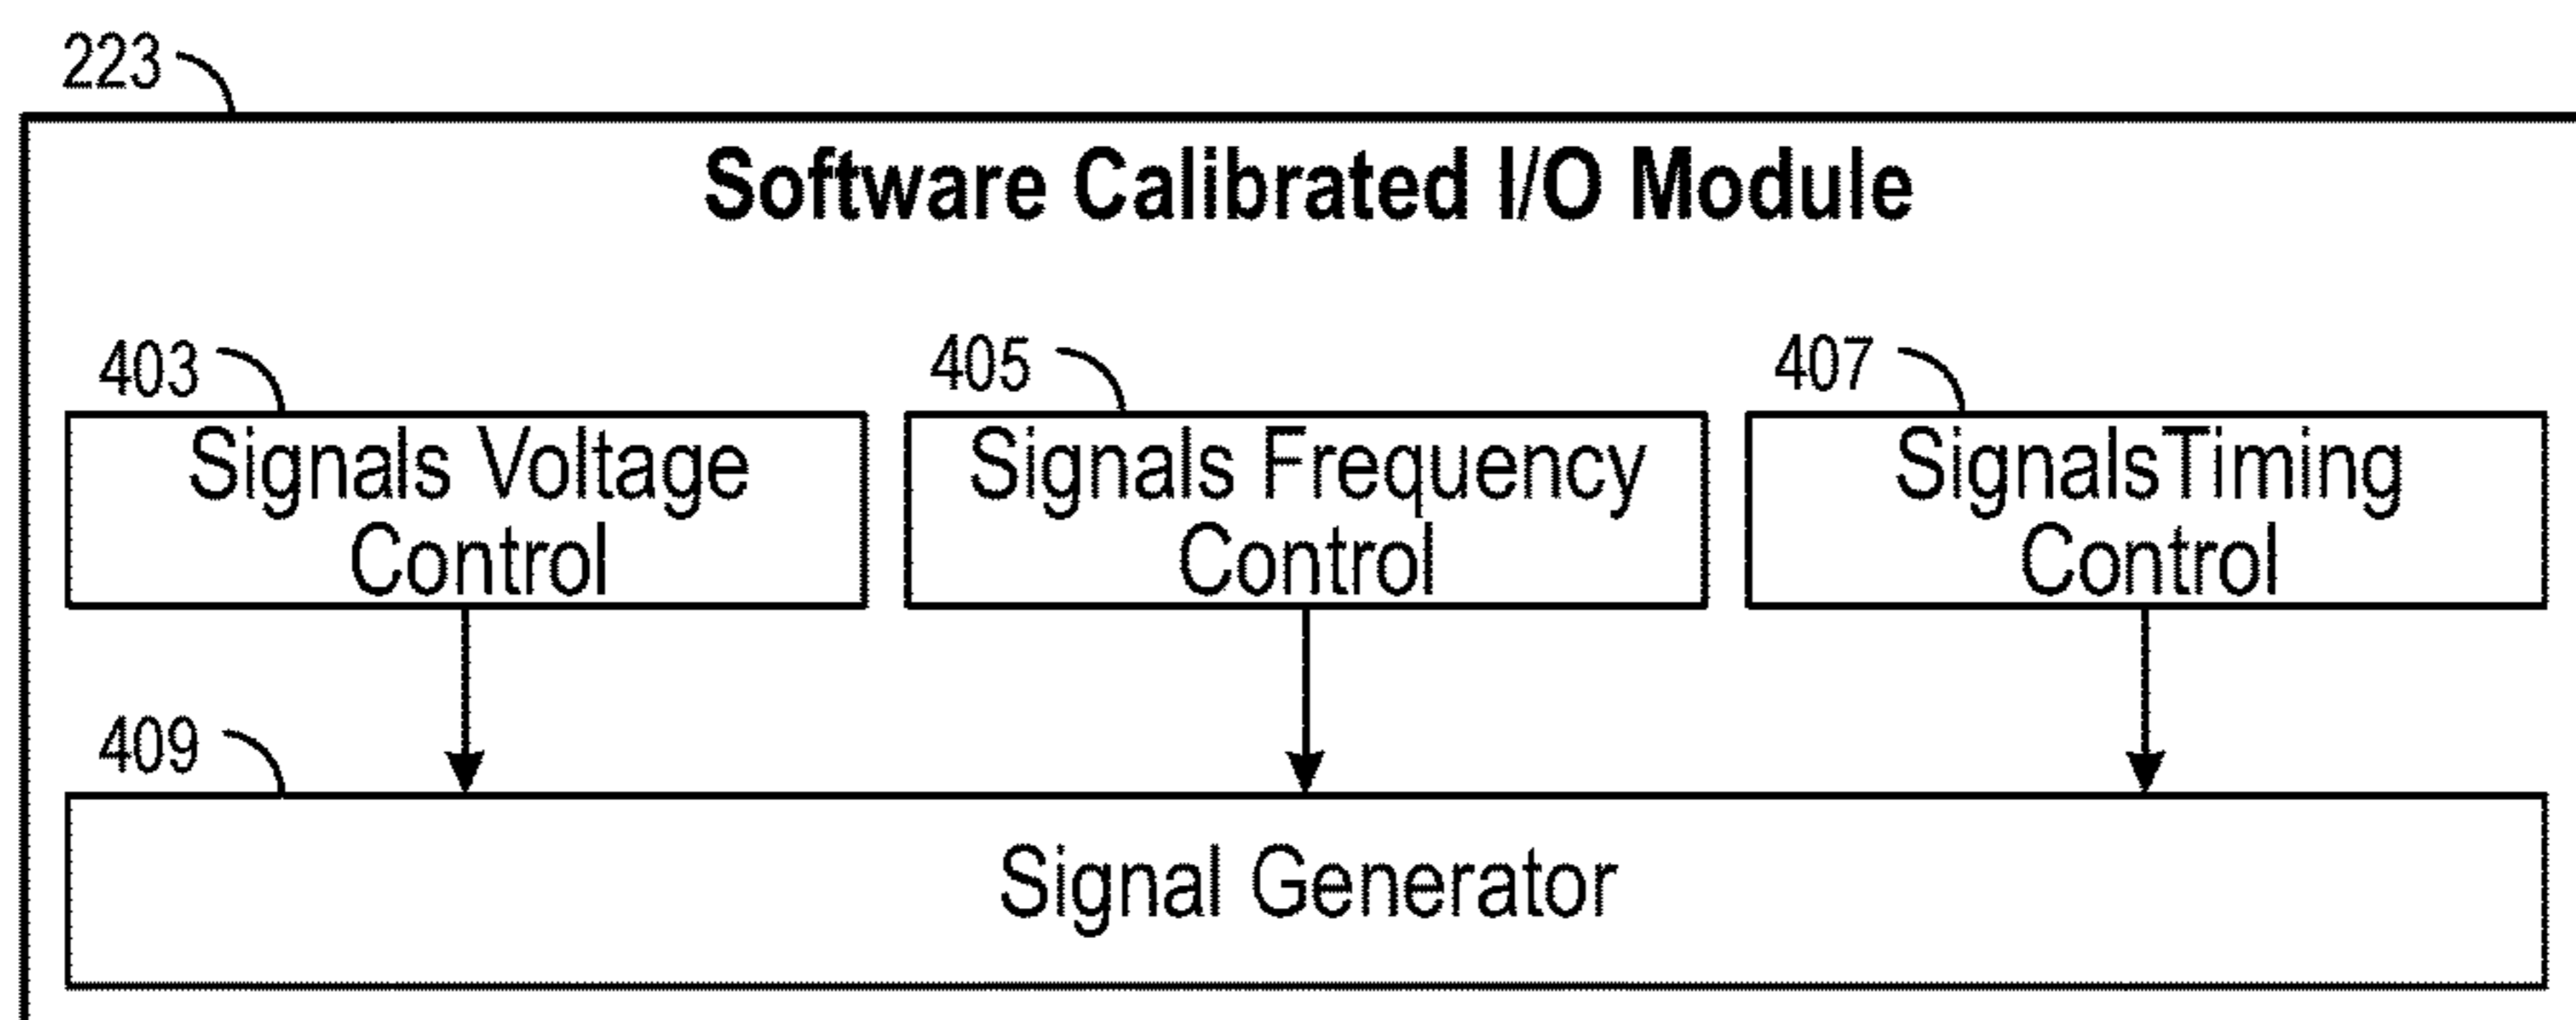 223
Software Calibrated I/O Module
403
405
407
Signals Voltage
Control
Signals Frequency
Control
SignalsTiming
Control
409
Signal Generator